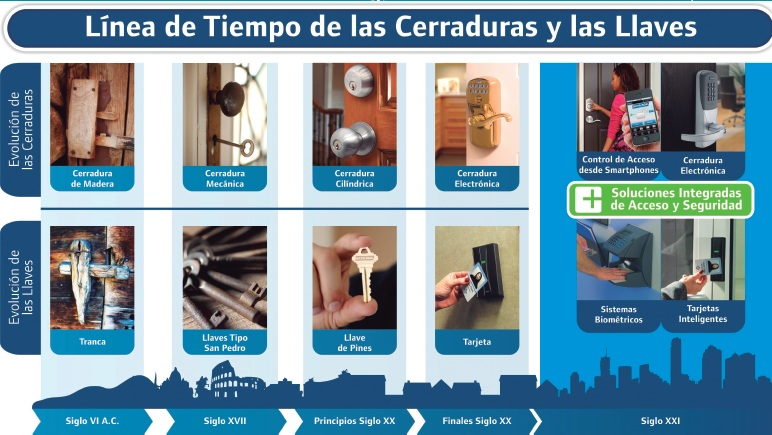 Línea de Tiempo de las Cerraduras y las Llaves
Evolución de
las Cerraduras
Cerradura
de Madera
Cerradura
Mecánica
Cerradura
Cilíndrica
Cerradura
Electrónica
Control de Acceso
desde Smartphones
Cerradura
Electrónica
Soluciones Integradas
de Acceso y Seguridad
Evolución de
las Llaves
Tranca
Llaves Tipo
San Pedro
Llave
de Pines
Tarjeta
Sistemas
Biométricos
Tarjetas
Inteligentes
Siglo VI A.C.
Siglo XVII
Principios Siglo XX
Finales Siglo XX
Siglo XXI